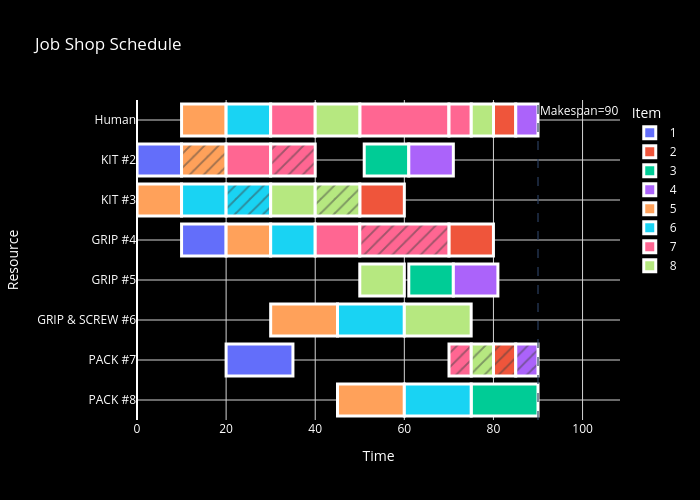 Job Shop Schedule
Makespan=90
Item
1
2
3
4
5
6
7
8
Resource
Human
KIT #2
KIT #3
GRIP #4
GRIP #5
GRIP & SCREW #6
PACK #7
PACK #8
0 20 40 60 80 100
Time